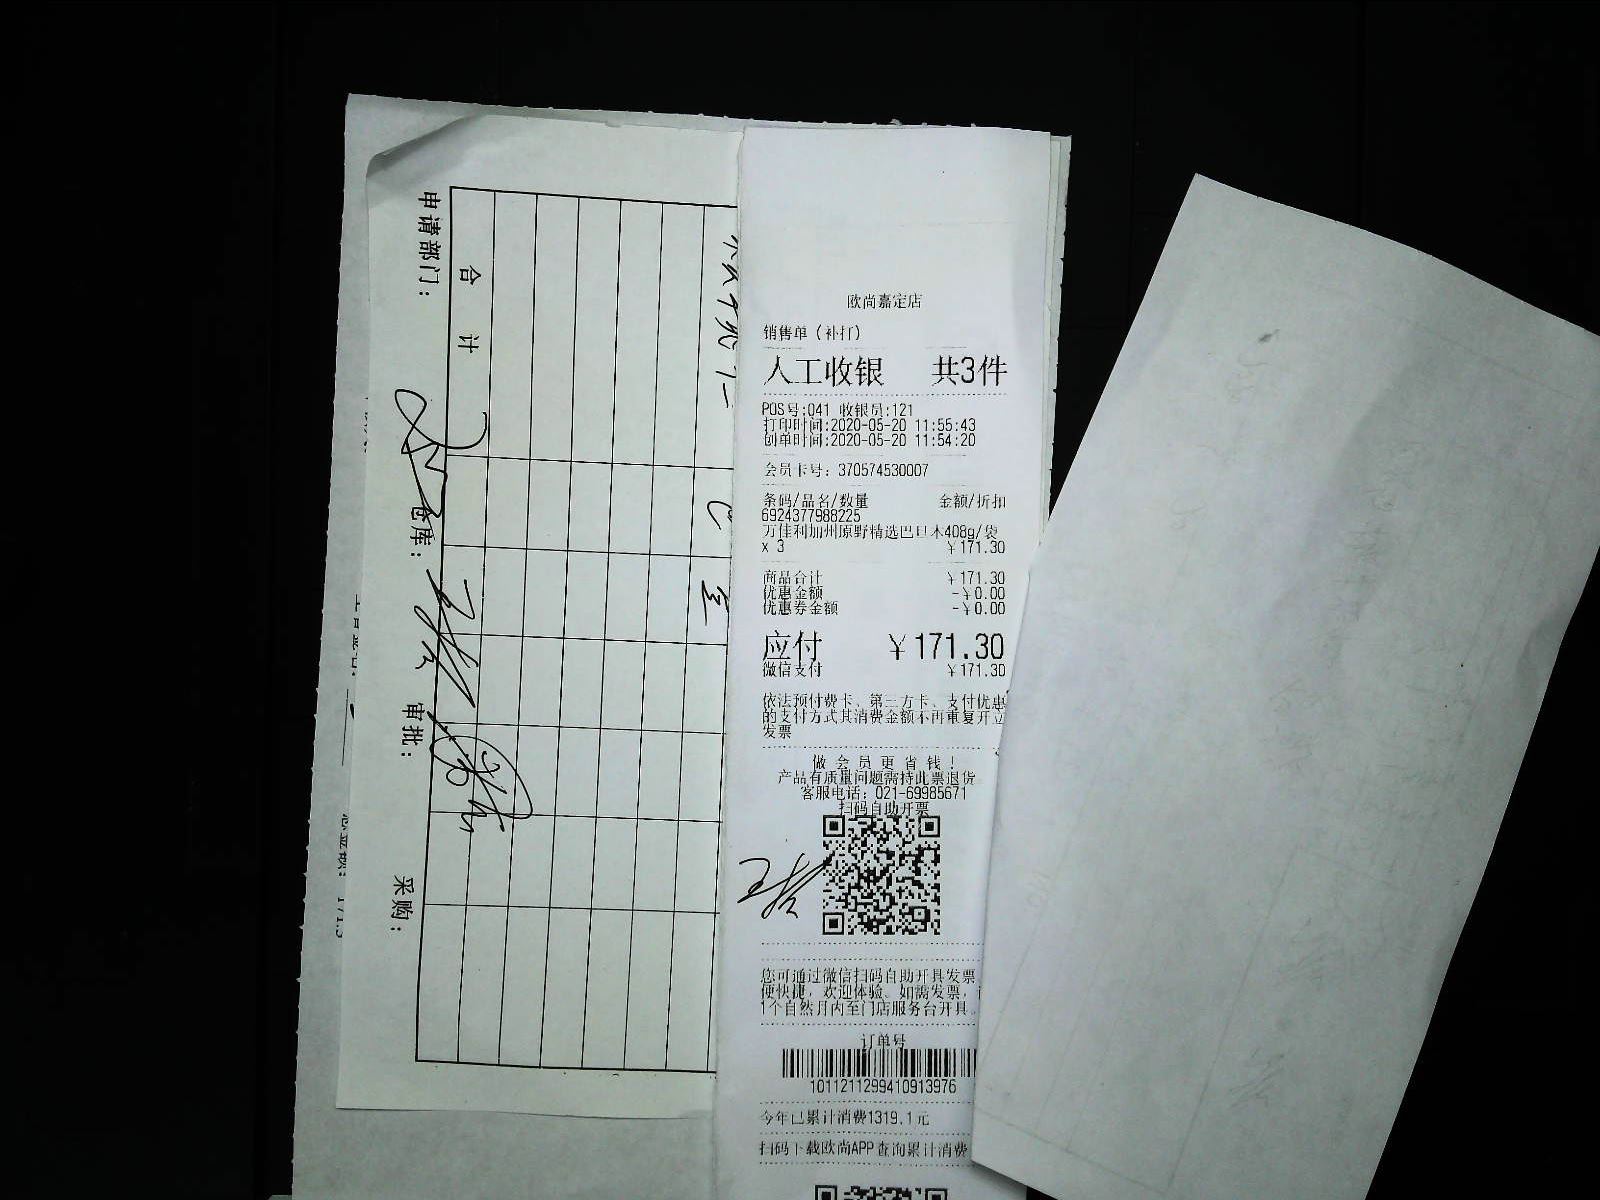 欧尚嘉定店
销售单（补打）
人工收银 共3件
POS号:041 收银员:121
打印时间:2020-05-20 11:55:43
创单时间:2020-05-20 11:54:20
会员卡号: 370574530007
条码/品名/数量 金额/折扣
6924377988225
万佳利加州原野精选巴旦木408g/袋
x 3 ￥171.30
商品合计 ￥171.30
优惠金额 -￥0.00
优惠券金额 -￥0.00
应付 ￥171.30
微信支付 ￥171.30
依法预付费卡、第三方卡、支付优惠
的支付方式其消费金额不再重复开立
发票
做会员更省钱！
产品有质量问题需持此票退货
客服电话: 021-69985671
扫码自助开票
您可通过微信扫码自助开具发票
便快捷，欢迎体验。如需发票，
1个自然月内至门店服务台开具。
订单号
1011211299410913976
今年已累计消费1319.1元
扫码下载欧尚APP查询累计消费
合 计
申请部门：
仓库：
审批：
采购：